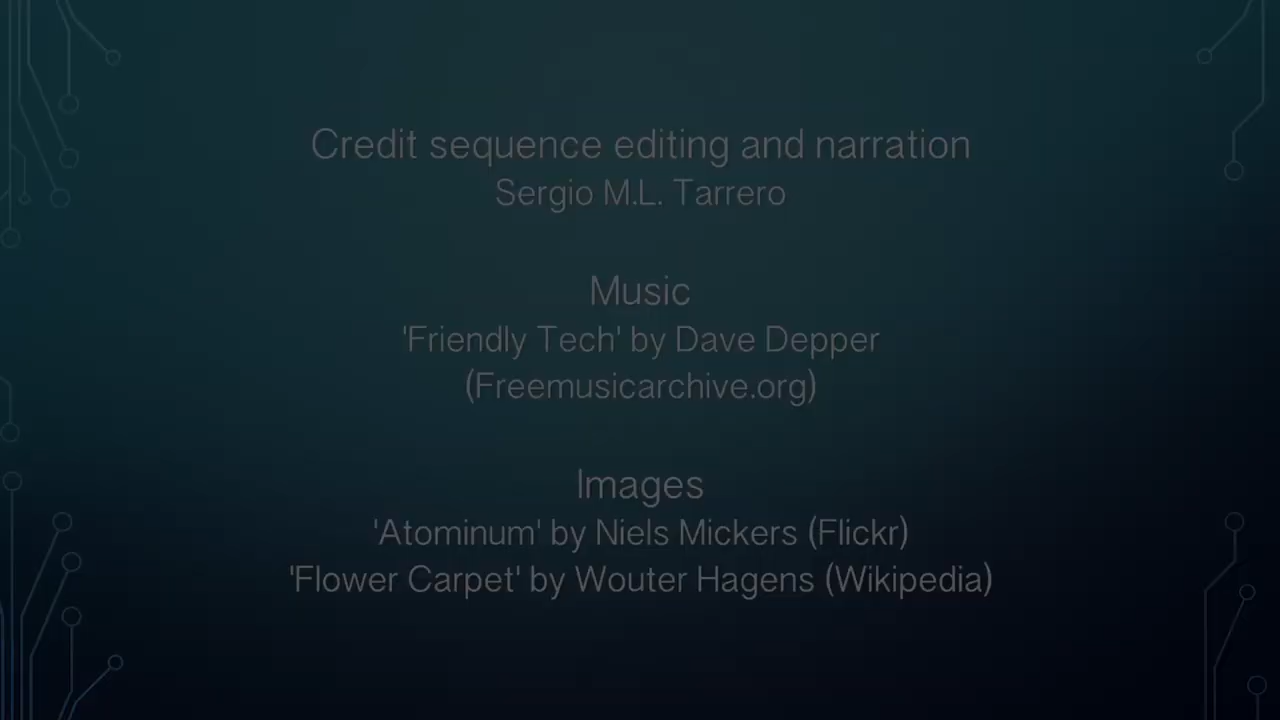 Credit sequence editing and narration
Sergio M.L. Tarrero
Music
'Friendly Tech' by Dave Depper
(Freemusicarchive.org)
Images
'Atominum' by Niels Mickers (Flickr)
'Flower Carpet' by Wouter Hagens (Wikipedia)